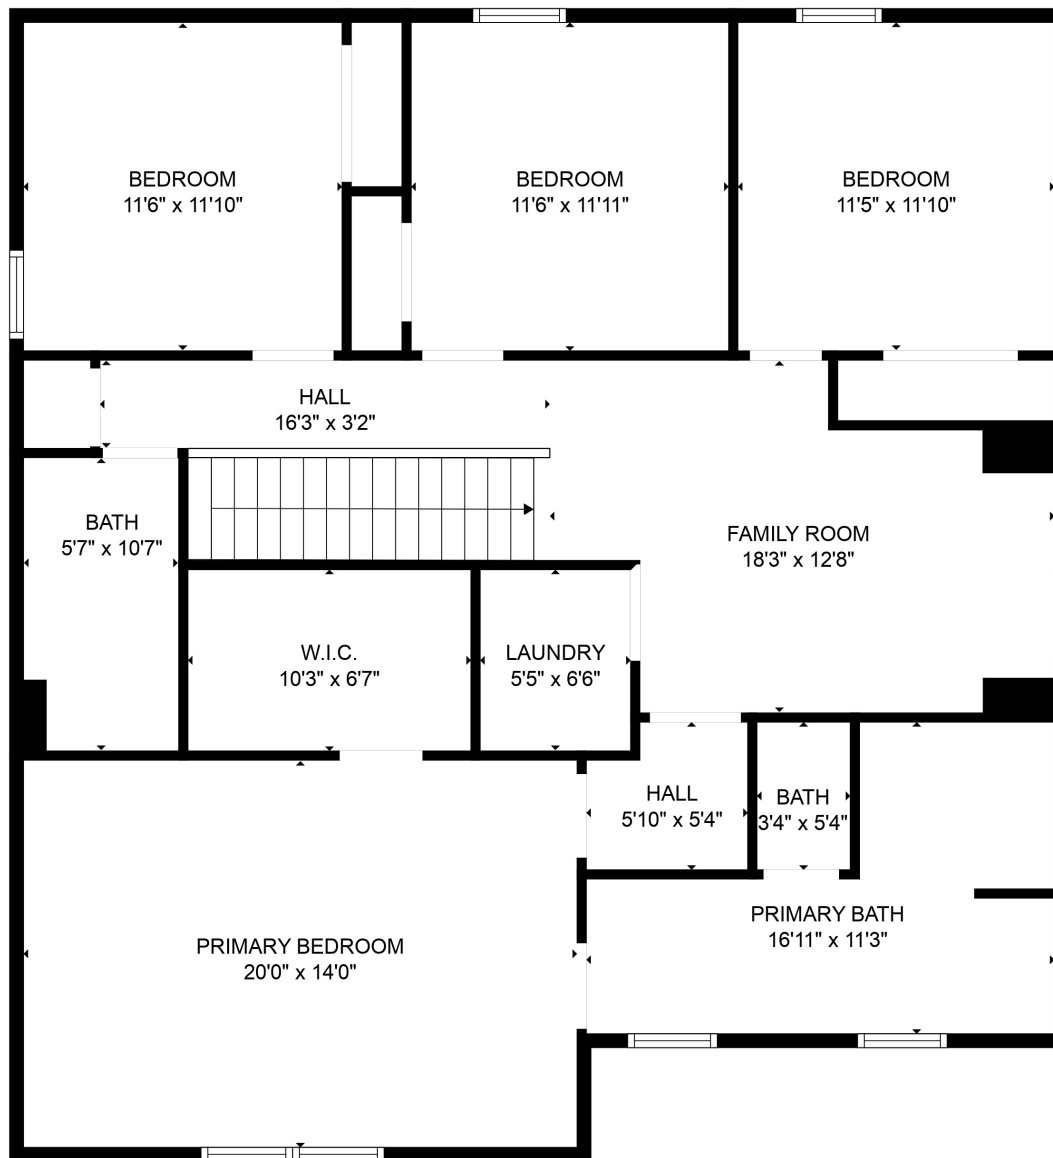 BEDROOM
11'6" x 11'10"
BEDROOM
11'6" x 11'11"
BEDROOM
11'5" x 11'10"
HALL
16'3" x 3'2"
BATH
5'7" x 10'7"
FAMILY ROOM
18'3" x 12'8"
W.I.C.
10'3" x 6'7"
LAUNDRY
5'5" x 6'6"
HALL
5'10" x 5'4"
BATH
3'4" x 5'4"
PRIMARY BATH
16'11" x 11'3"
PRIMARY BEDROOM
20'0" x 14'0"